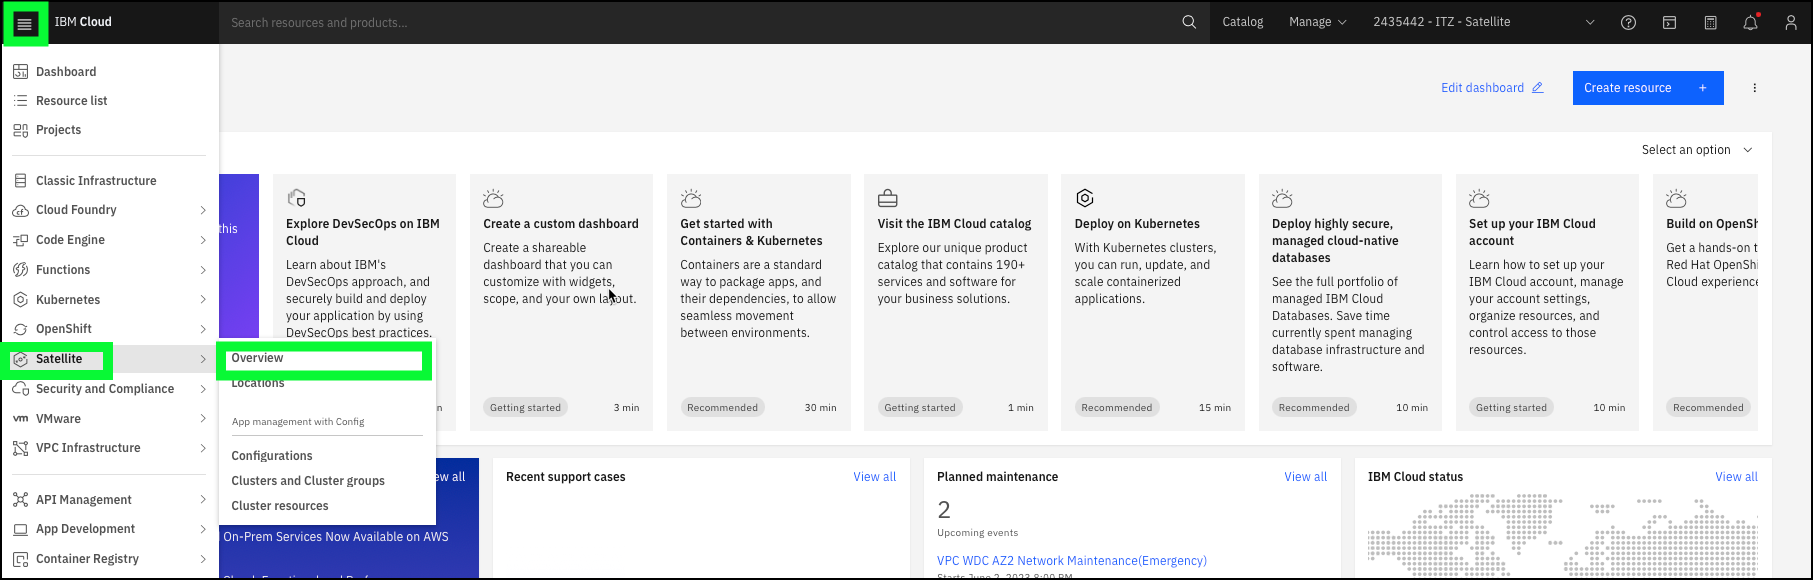 IBM Cloud
Search resources and products...
Catalog
Manage
2435442 - ITZ - Satellite
Dashboard
Resource list
Projects
Classic Infrastructure
Cloud Foundry
Code Engine
Functions
Kubernetes
OpenShift
Satellite
Security and Compliance
VMware
VPC Infrastructure
API Management
App Development
Container Registry
Overview
Locations
App management with Config
Configurations
Clusters and Cluster groups
Cluster resources
Edit dashboard
Create resource +
Select an option
this
Explore DevSecOps on IBM
Cloud
Learn about IBM's
DevSecOps approach, and
securely build and deploy
your application by using
DevSecOps best practices.
n
Create a custom dashboard
Create a shareable
dashboard that you can
customize with widgets,
scope, and your own layout.
Getting started
3 min
Get started with
Containers & Kubernetes
Containers are a standard
way to package apps, and
their dependencies, to allow
seamless movement
between environments.
Recommended
30 min
Visit the IBM Cloud catalog
Explore our unique product
catalog that contains 190+
services and software for
your business solutions.
Getting started
1 min
Deploy on Kubernetes
With Kubernetes clusters,
you can run, update, and
scale containerized
applications.
Recommended
15 min
Deploy highly secure,
managed cloud-native
databases
See the full portfolio of
managed IBM Cloud
Databases. Save time
currently spent managing
database infrastructure and
software.
Recommended
10 min
Set up your IBM Cloud
account
Learn how to set up your
IBM Cloud account, manage
your account settings,
organize resources, and
control access to those
resources.
Getting started
10 min
Build on OpenSh
Get a hands-on t
Red Hat OpenShi
Cloud experience
Recommended
ew all
On-Prem Services Now Available on AWS
Recent support cases
View all
Planned maintenance
View all
2
Upcoming events
VPC WDC AZ2 Network Maintenance(Emergency)
Starts June 2, 2023 8:00 PM
IBM Cloud status
View all